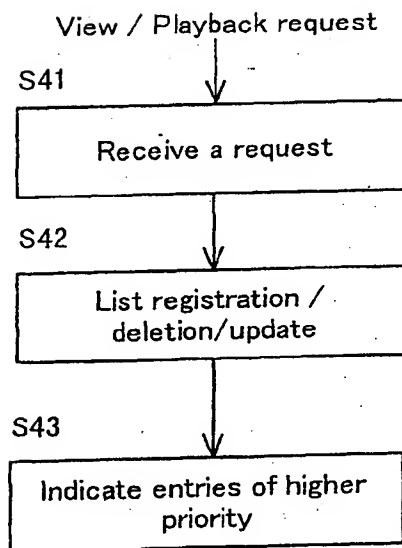 View / Playback request
S41
Receive a request
S42
List registration /
deletion/update
S43
Indicate entries of higher
priority